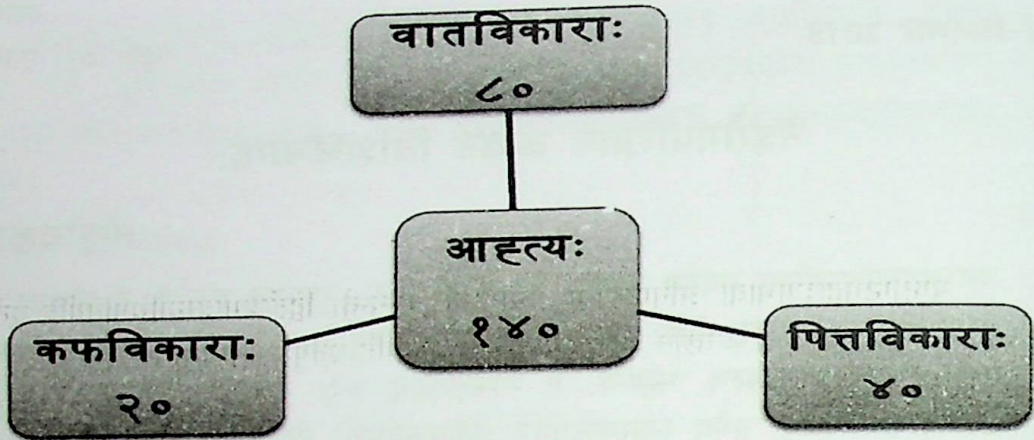 वातविकाराः
८०
आहत्यः
१४०
कफविकाराः
२०
पित्तविकाराः
४०